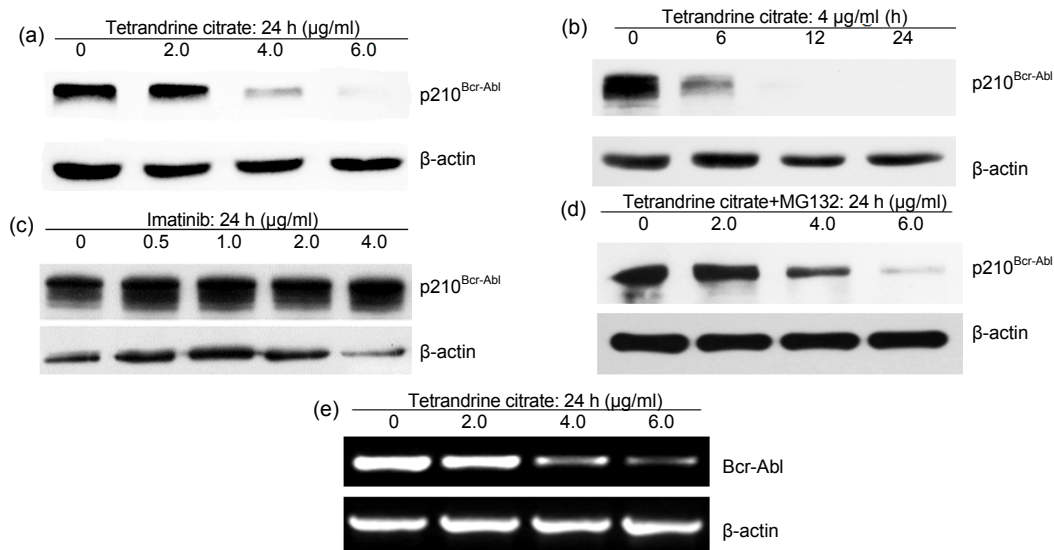 (a)
Tetrandrine citrate: 24 h (µg/ml)
0 2.0 4.0 6.0
p210Bcr-Abl
β-actin
(b)
Tetrandrine citrate: 4 µg/ml (h)
0 6 12 24
p210Bcr-Abl
β-actin
(c)
Imatinib: 24 h (µg/ml)
0 0.5 1.0 2.0 4.0
p210Bcr-Abl
β-actin
(d)
Tetrandrine citrate+MG132: 24 h (µg/ml)
0 2.0 4.0 6.0
p210Bcr-Abl
β-actin
(e)
Tetrandrine citrate: 24 h (µg/ml)
0 2.0 4.0 6.0
Bcr-Abl
β-actin